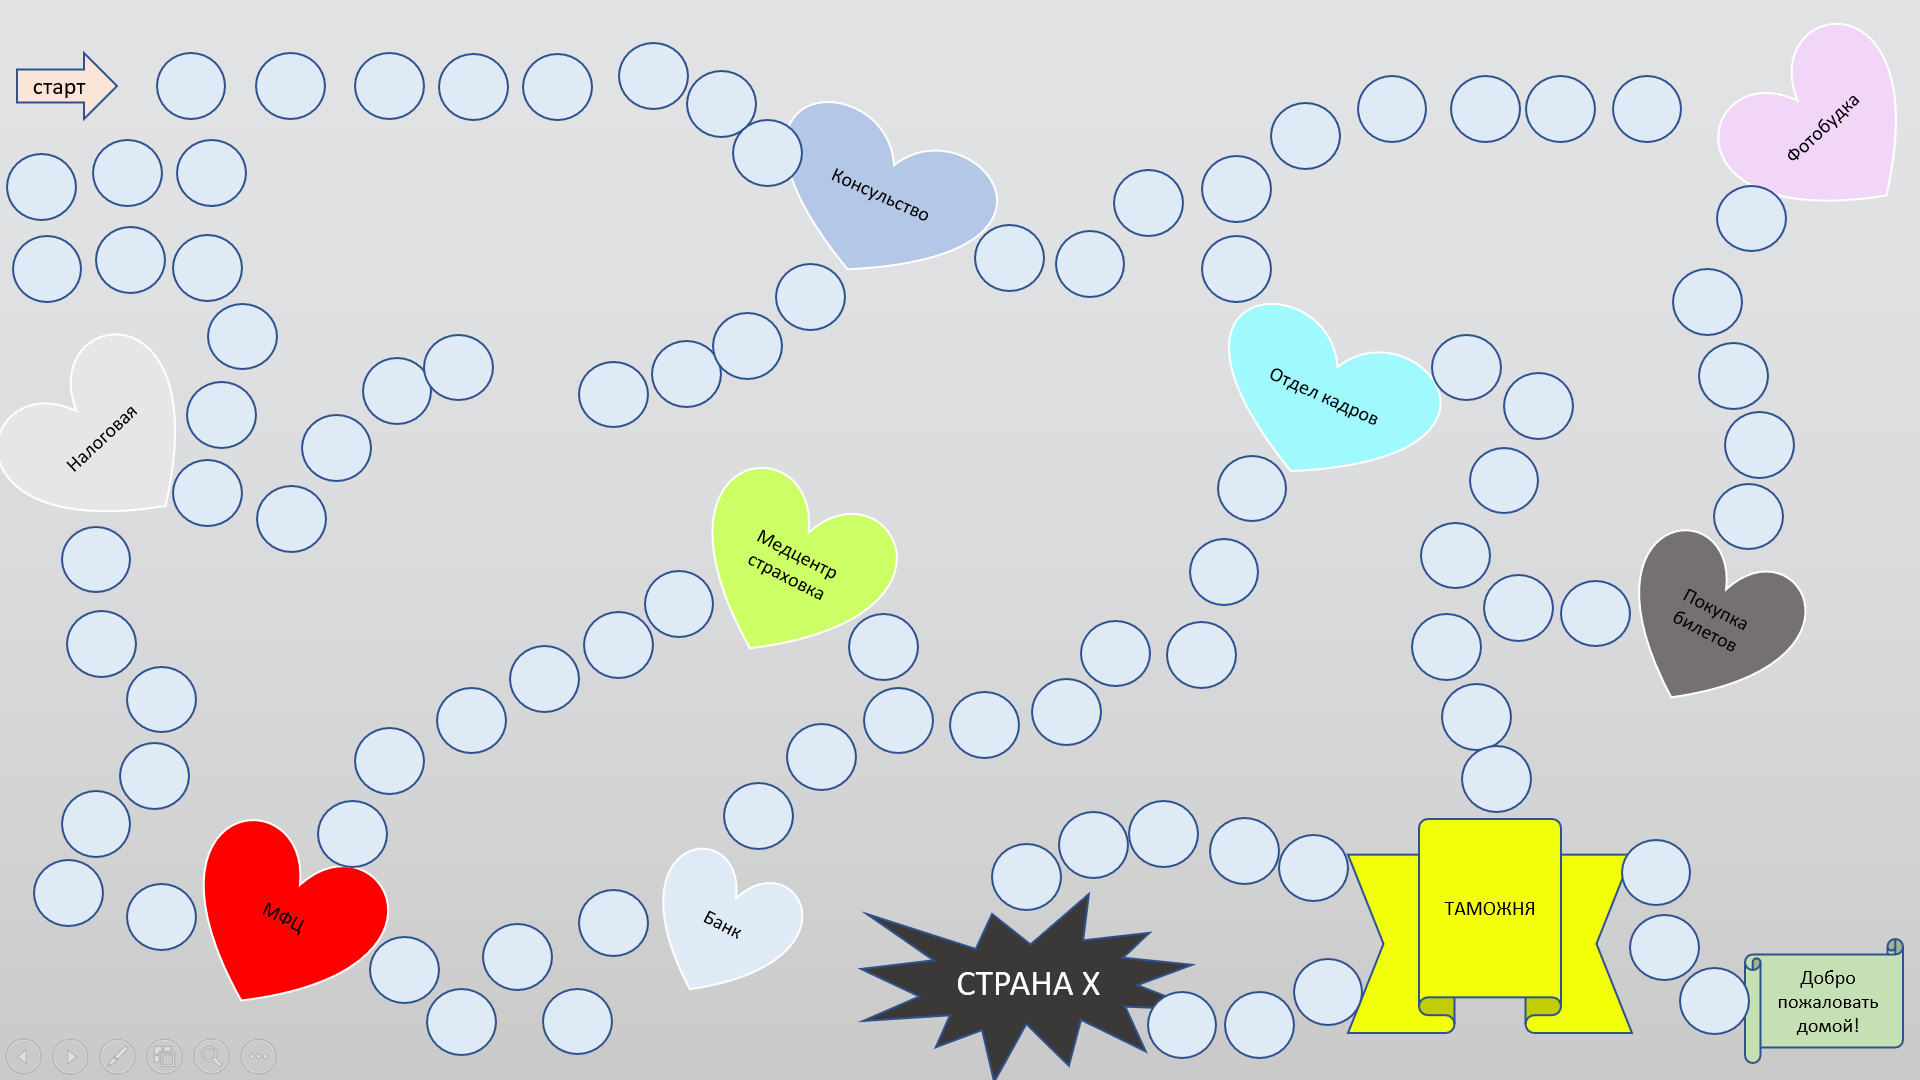 старт
Консульство
Фотобудка
Отдел кадров
Налоговая
Медцентр
страховка
Покупка
билетов
МФЦ
Банк
ТАМОЖНЯ
СТРАНА X
Добро
пожаловать
домой!